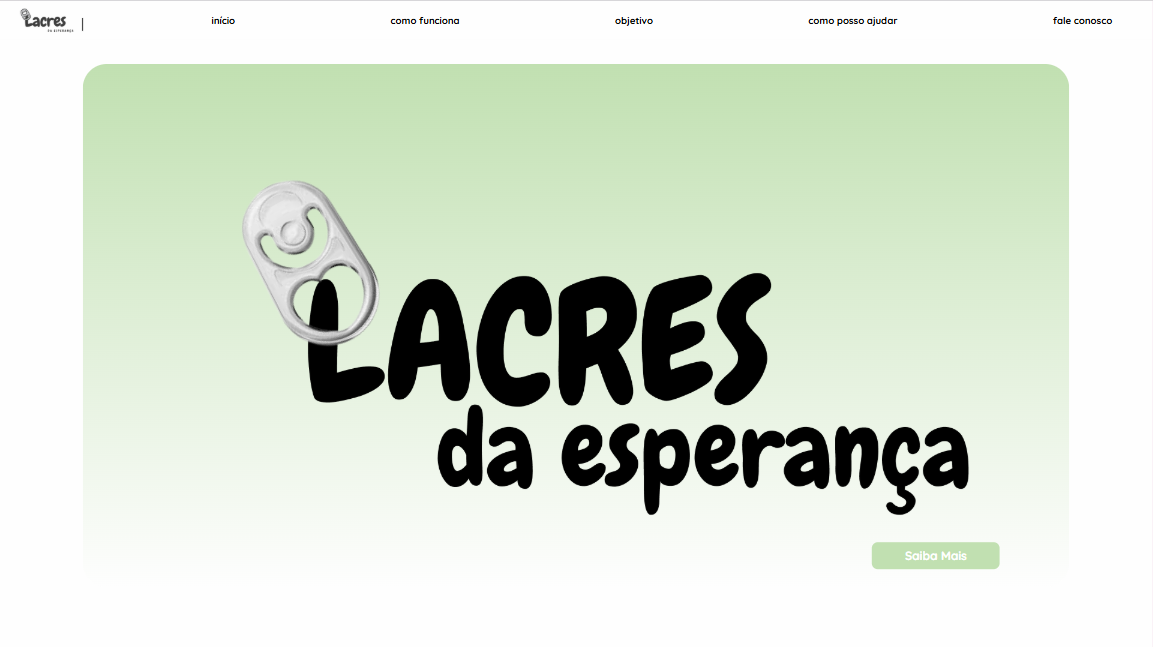 Lacres
DA ESPERANÇA
|
início
como funciona
objetivo
como posso ajudar
fale conosco
LACRES
da esperança
Saiba Mais